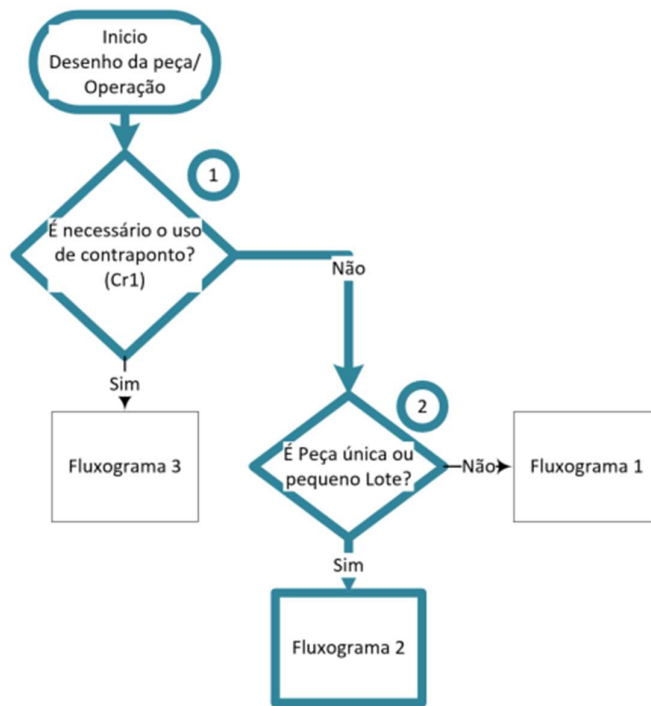 Inicio
Desenho da peça/
Operação
1
É necessário o uso
de contraponto?
(Cr1)
Não
Sim
2
Fluxograma 3
É Peça única ou
pequeno Lote?
Não
Fluxograma 1
Sim
Fluxograma 2